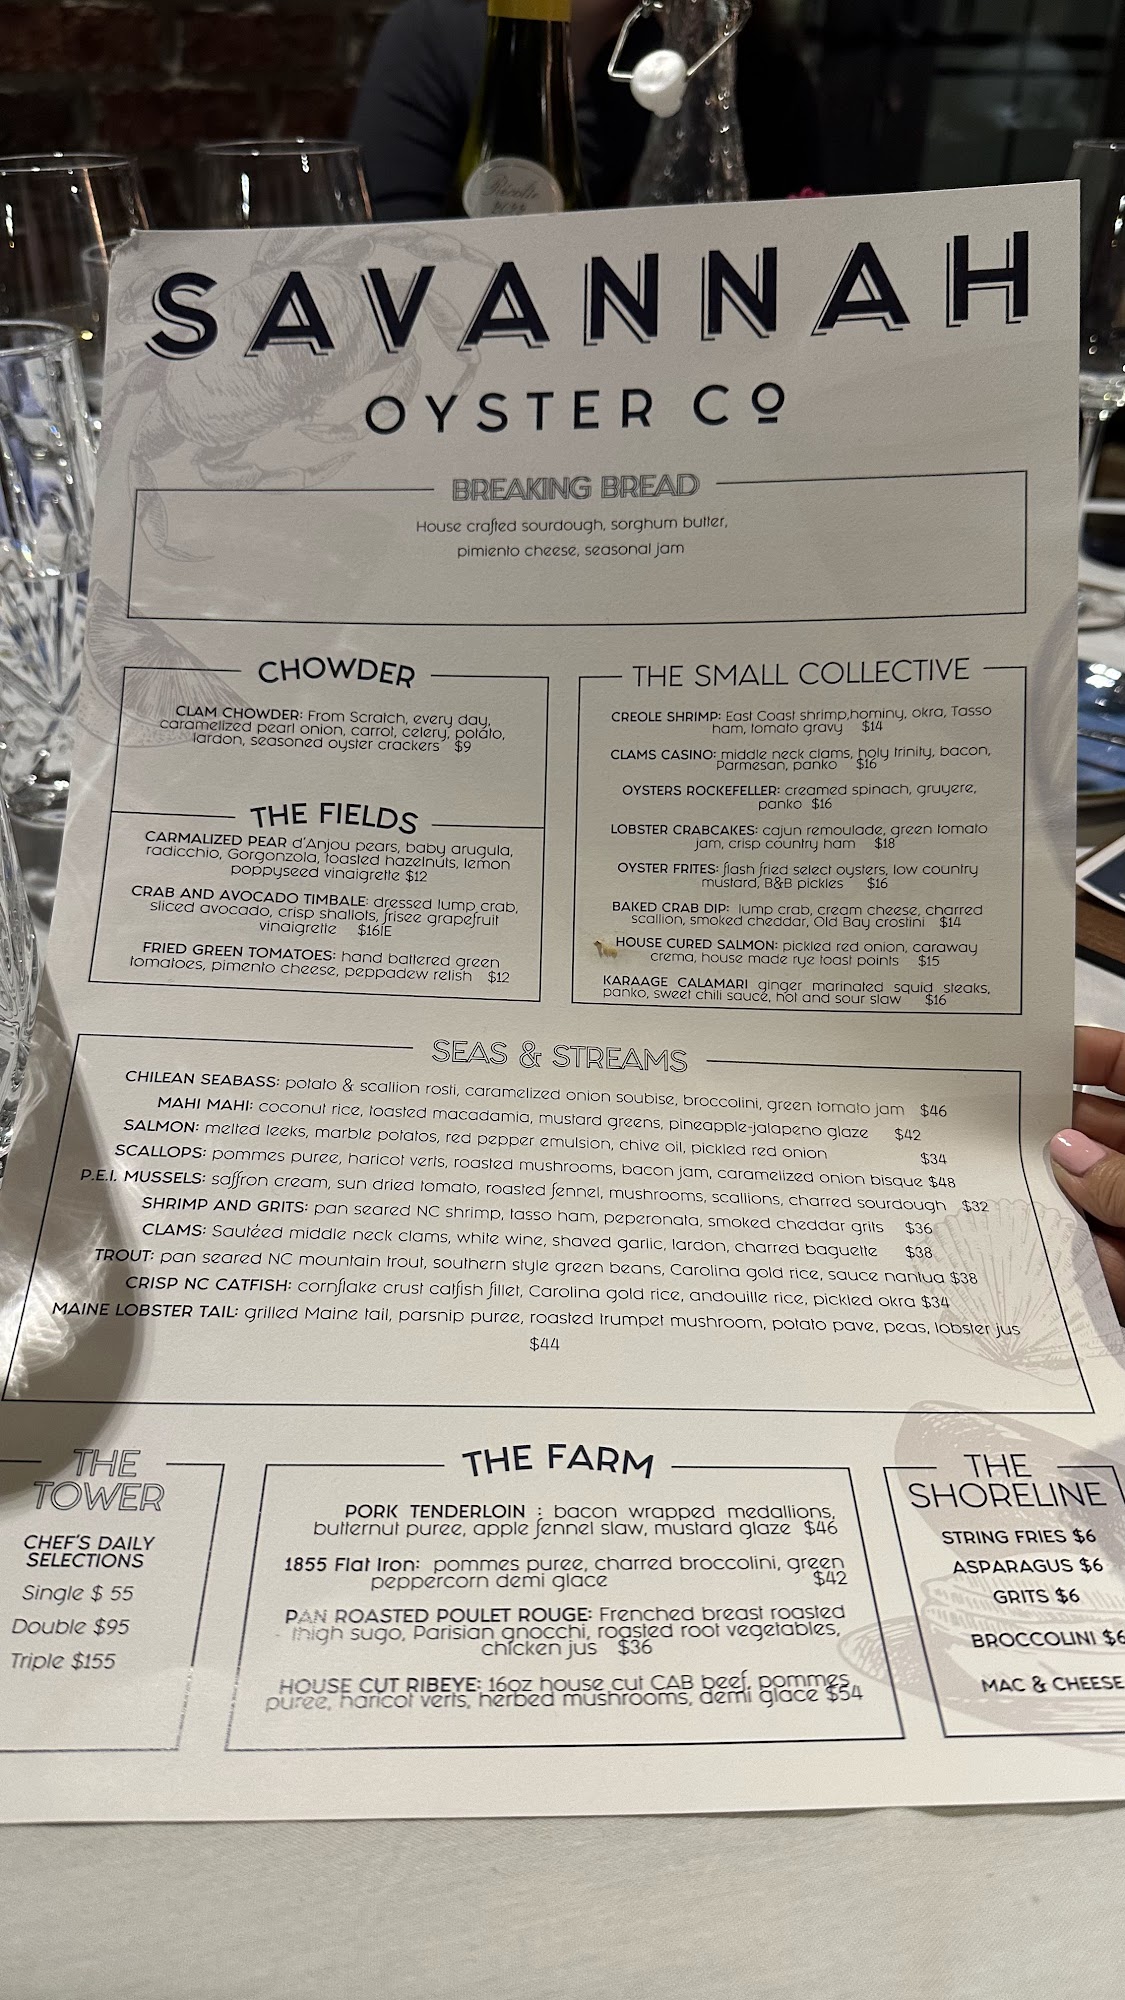 Récolte
SAVANNAH
OYSTER Co
BREAKING BREAD
House crafted sourdough, sorghum butter,
pimiento cheese, seasonal jam
CHOWDER
CLAM CHOWDER: From Scratch, every day,
caramelized pearl onion, carrot, celery, potato,
lardon, seasoned oyster crackers $9
THE FIELDS
CARMALIZED PEAR d'Anjou pears, baby arugula,
radicchio, Gorgonzola, toasted hazelnuts, lemon
poppyseed vinaigrette $12
CRAB AND AVOCADO TIMBALE: dressed lump crab,
sliced avocado, crisp shallots, frisee grapefruit
vinaigrette $16IE
FRIED GREEN TOMATOES: hand battered green
tomatoes, pimento cheese, peppadew relish $12
THE SMALL COLLECTIVE
CREOLE SHRIMP: East Coast shrimp,hominy, okra, Tasso
ham, tomato gravy $14
CLAMS CASINO: middle neck clams, holy trinity, bacon,
Parmesan, panko $16
OYSTERS ROCKEFELLER: creamed spinach, gruyere,
panko $16
LOBSTER CRABCAKES: cajun remoulade, green tomato
jam, crisp country ham $18
OYSTER FRITES: flash fried select oysters, low country
mustard, B&B pickles $16
BAKED CRAB DIP: lump crab, cream cheese, charred
scallion, smoked cheddar, Old Bay crostini $14
HOUSE CURED SALMON: pickled red onion, caraway
crema, house made rye toast points $15
KARAAGE CALAMARI ginger marinated squid steaks,
panko, sweet chili sauce, hot and sour slaw $16
SEAS & STREAMS
CHILEAN SEABASS: potato & scallion rosti, caramelized onion soubise, broccolini, green tomato jam $46
MAHI MAHI: coconut rice, toasted macadamia, mustard greens, pineapple-jalapeno glaze $42
SALMON: melted leeks, marble potatos, red pepper emulsion, chive oil, pickled red onion $34
SCALLOPS: pommes puree, haricot verts, roasted mushrooms, bacon jam, caramelized onion bisque $48
P.E.I. MUSSELS: saffron cream, sun dried tomato, roasted fennel, mushrooms, scallions, charred sourdough $32
SHRIMP AND GRITS: pan seared NC shrimp, tasso ham, peperonata, smoked cheddar grits $36
CLAMS: Sautéed middle neck clams, white wine, shaved garlic, lardon, charred baguette $38
TROUT: pan seared NC mountain trout, southern style green beans, Carolina gold rice, sauce nantua $38
CRISP NC CATFISH: cornflake crust catfish fillet, Carolina gold rice, andouille rice, pickled okra $34
MAINE LOBSTER TAIL: grilled Maine tail, parsnip puree, roasted trumpet mushroom, potato pave, peas, lobster jus
$44
THE
TOWER
CHEF'S DAILY
SELECTIONS
Single $ 55
Double $95
Triple $155
THE FARM
PORK TENDERLOIN : bacon wrapped medallions,
butternut puree, apple fennel slaw, mustard glaze $46
1855 Flat Iron: pommes puree, charred broccolini, green
peppercorn demi glace $42
PAN ROASTED POULET ROUGE: Frenched breast roasted
thigh sugo, Parisian gnocchi, roasted root vegetables,
chicken jus $36
HOUSE CUT RIBEYE: 16oz house cut CAB beef, pommes
puree, haricot verts, herbed mushrooms, demi glace $54
THE
SHORELINE
STRING FRIES $6
ASPARAGUS $6
GRITS $6
BROCCOLINI $6
MAC & CHEESE